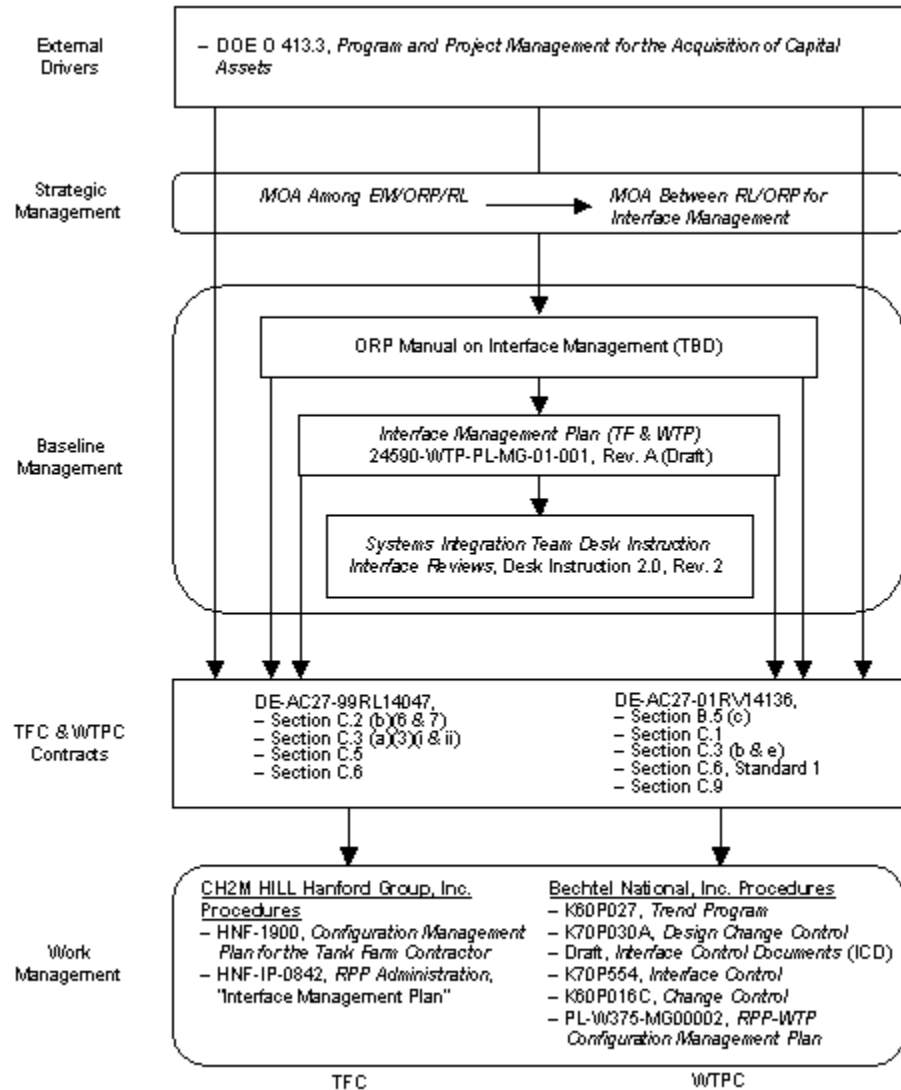 External
Drivers
– DOE O 413.3, Program and Project Management for the Acquisition of Capital
Assets
Strategic
Management
MOA Among EM/ORP/RL
MOA Between RL/ORP for
Interface Management
Baseline
Management
ORP Manual on Interface Management (TBD)
Interface Management Plan (TF & WTP)
24590-WTP-PL-MG-01-001, Rev. A (Draft)
Systems Integration Team Desk Instruction
Interface Reviews, Desk Instruction 2.0, Rev. 2
TFC & WTPC
Contracts
DE-AC27-99RL14047,
– Section C.2 (b)(6 & 7)
– Section C.3 (a)(3)(i & ii)
– Section C.5
– Section C.6
DE-AC27-01RV14136,
– Section B.5 (c)
– Section C.1
– Section C.3 (b & e)
– Section C.6, Standard 1
– Section C.9
Work
Management
CH2M HILL Hanford Group, Inc.
Procedures
– HNF-1900, Configuration Management
Plan for the Tank Farm Contractor
– HNF-IP-0842, RPP Administration,
"Interface Management Plan"
Bechtel National, Inc. Procedures
– K60P027, Trend Program
– K70P030A, Design Change Control
– Draft, Interface Control Documents (ICD)
– K70P554, Interface Control
– K60P016C, Change Control
– PL-W375-MG00002, RPP-WTP
Configuration Management Plan
TFC
WTPC